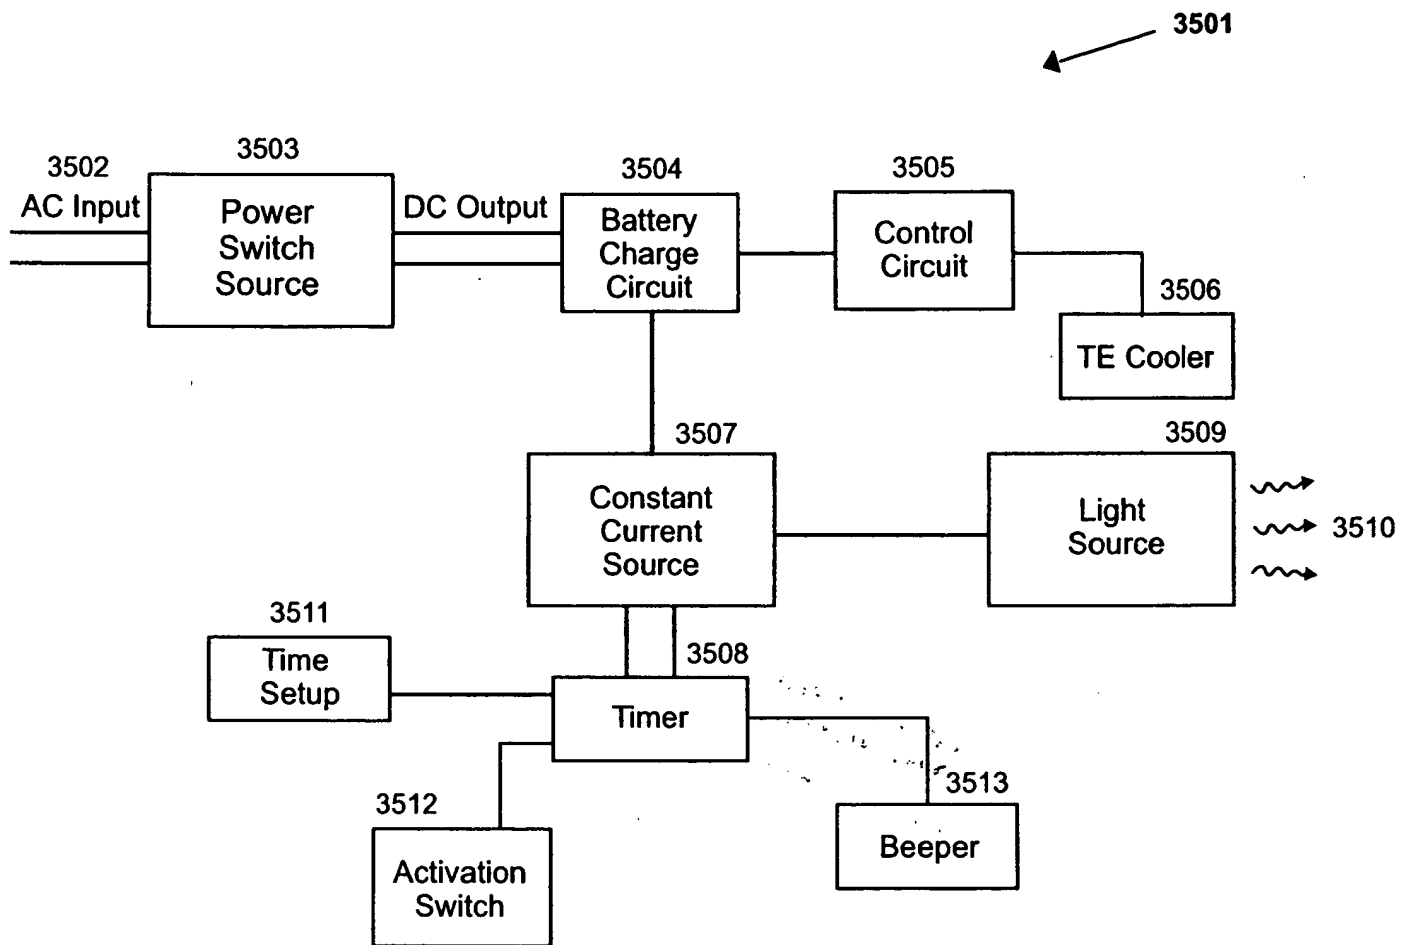 3501
3502
AC Input
3503
Power
Switch
Source
DC Output
3504
Battery
Charge
Circuit
3505
Control
Circuit
3506
TE Cooler
3507
Constant
Current
Source
3509
Light
Source
3510
3511
Time
Setup
3508
Timer
3512
Activation
Switch
3513
Beeper